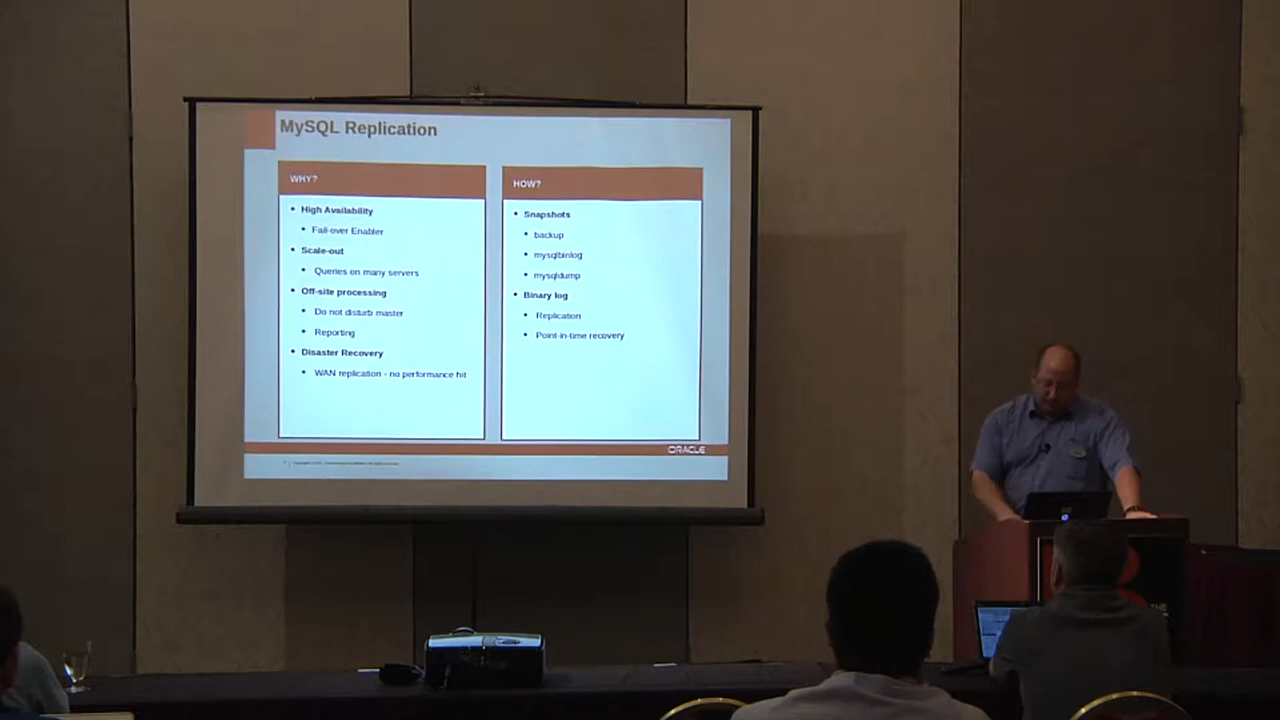 MySQL Replication
WHY?
• High Availability
• Fail-over Enabler
• Scale-out
• Queries on many servers
• Off-site processing
• Do not disturb master
• Reporting
• Disaster Recovery
• WAN replication - no performance hit
HOW?
• Snapshots
• backup
• mysqlbinlog
• mysqldump
• Binary log
• Replication
• Point-in-time recovery
ORACLE